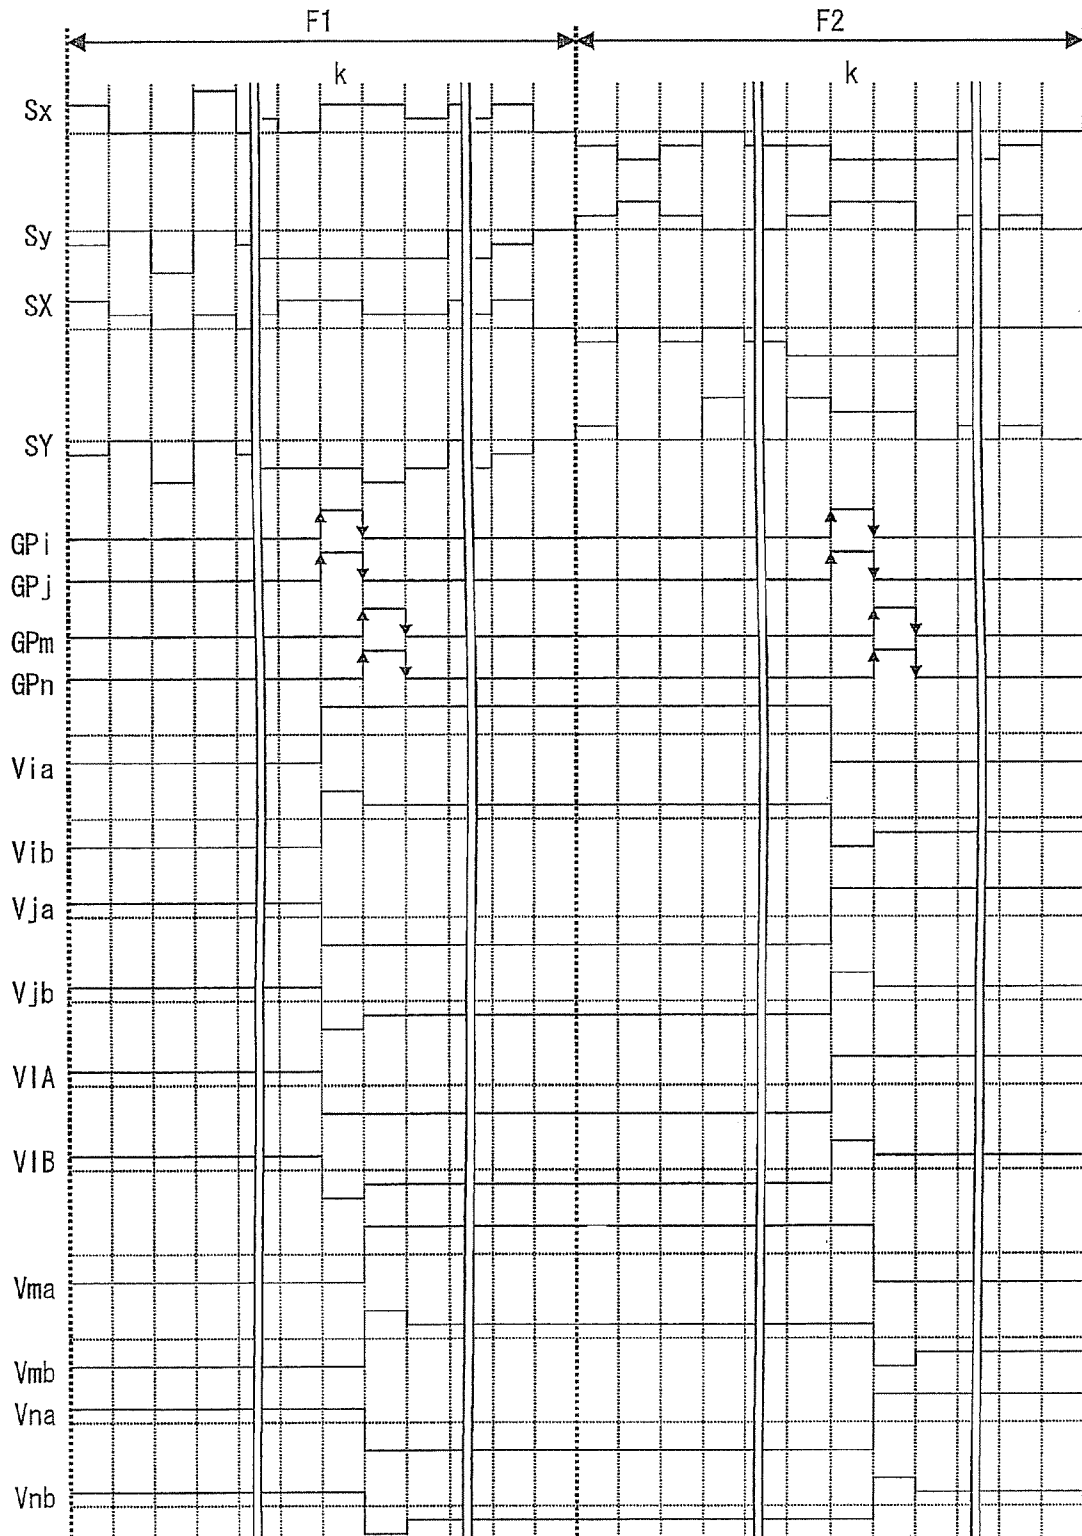 F1 F2
k k
Sx
Sy
SX
SY
GPi
GPj
GPm
GPn
Via
Vib
Vja
Vjb
VIA
VIB
Vma
Vmb
Vna
Vnb